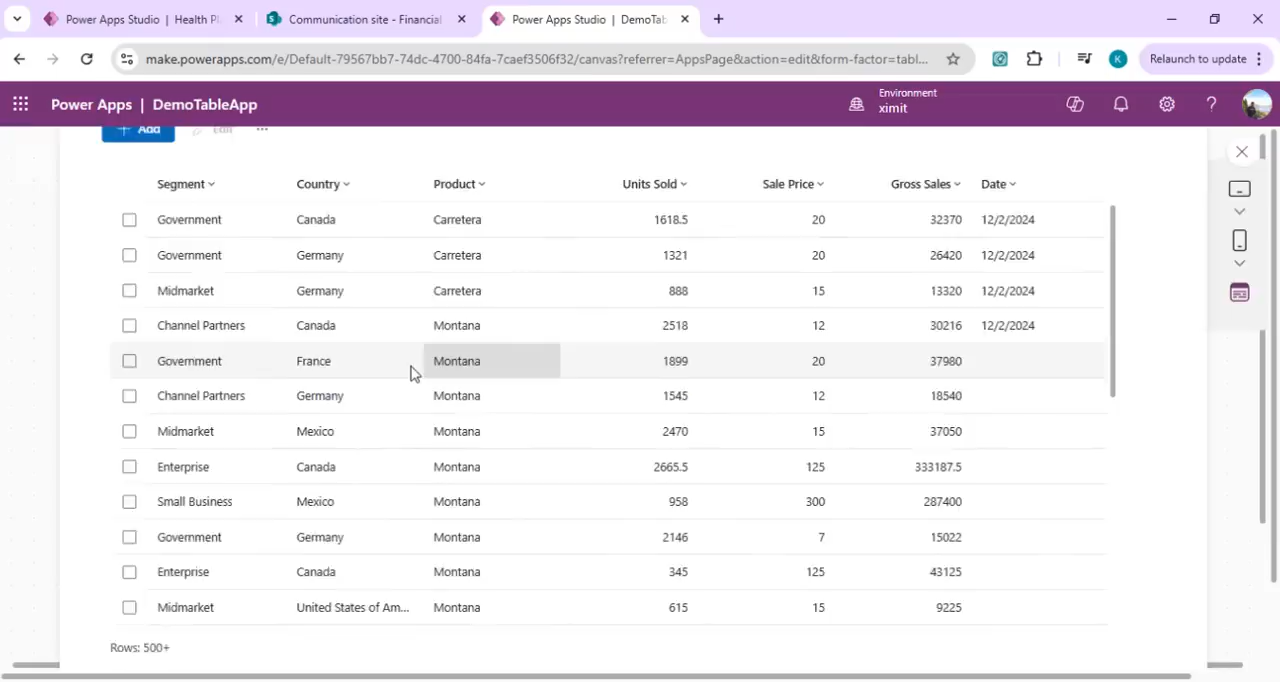 Power Apps Studio | Health Pl
Communication site - Financial
Power Apps Studio | DemoTab
make.powerapps.com/e/Default-79567bb7-74dc-4700-84fa-7caef3506f32/canvas?referrer=AppsPage&action=edit&form-factor=tabl...
K
Relaunch to update
Power Apps | DemoTableApp
Environment
ximit
Add Edit ...
Segment Country Product Units Sold Sale Price Gross Sales Date
Government Canada Carretera 1618.5 20 32370 12/2/2024
Government Germany Carretera 1321 20 26420 12/2/2024
Midmarket Germany Carretera 888 15 13320 12/2/2024
Channel Partners Canada Montana 2518 12 30216 12/2/2024
Government France Montana 1899 20 37980
Channel Partners Germany Montana 1545 12 18540
Midmarket Mexico Montana 2470 15 37050
Enterprise Canada Montana 2665.5 125 333187.5
Small Business Mexico Montana 958 300 287400
Government Germany Montana 2146 7 15022
Enterprise Canada Montana 345 125 43125
Midmarket United States of Am... Montana 615 15 9225
Rows: 500+